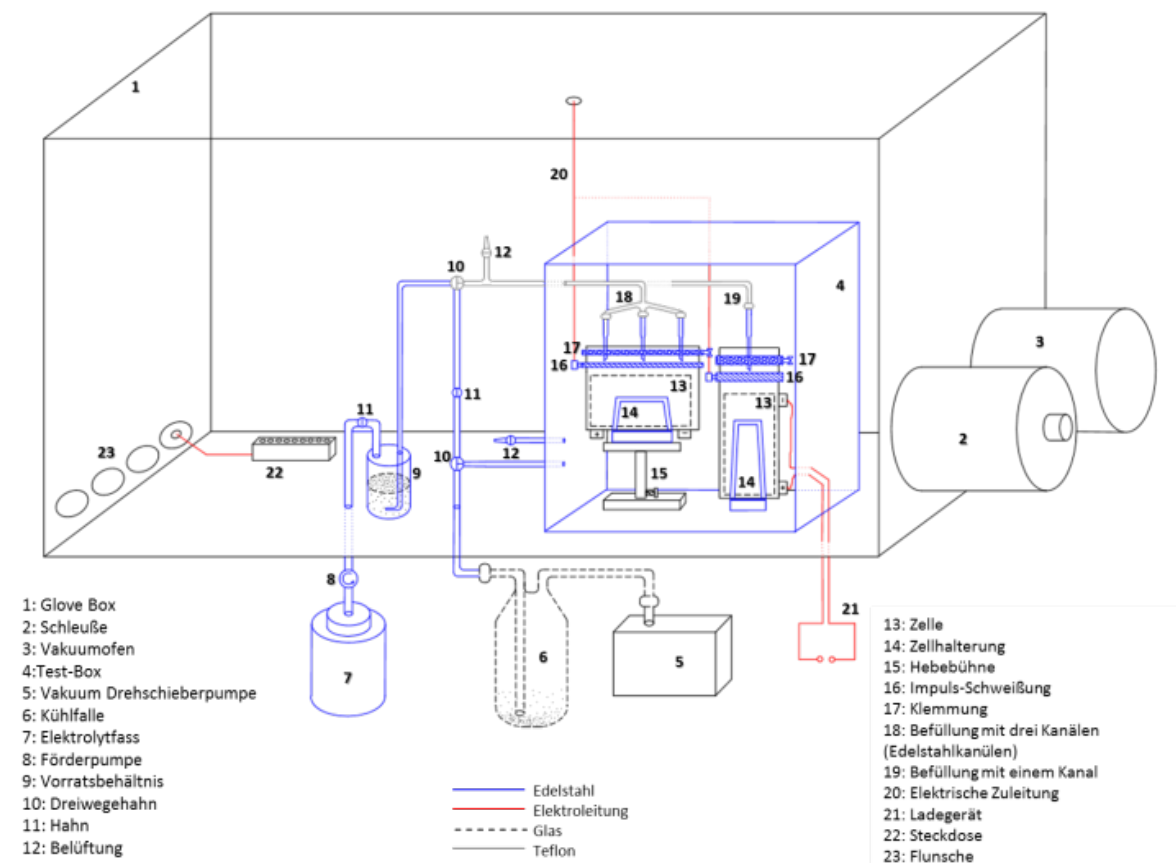 1
20
12
10
18
19
4
3
17
17
16
16
13
13
14
11
11
2
23
22
9
10
12
15
14
8
21
7
6
5
1: Glove Box
2: Schleuße
3: Vakuumofen
4:Test-Box
5: Vakuum Drehschieberpumpe
6: Kühlfalle
7: Elektrolytfass
8: Förderpumpe
9: Vorratsbehältnis
10: Dreiwegehahn
11: Hahn
12: Belüftung
Edelstahl
Elektroleitung
Glas
Teflon
13: Zelle
14: Zellhalterung
15: Hebebühne
16: Impuls-Schweißung
17: Klemmung
18: Befüllung mit drei Kanälen
(Edelstahlkanülen)
19: Befüllung mit einem Kanal
20: Elektrische Zuleitung
21: Ladegerät
22: Steckdose
23: Flunsche